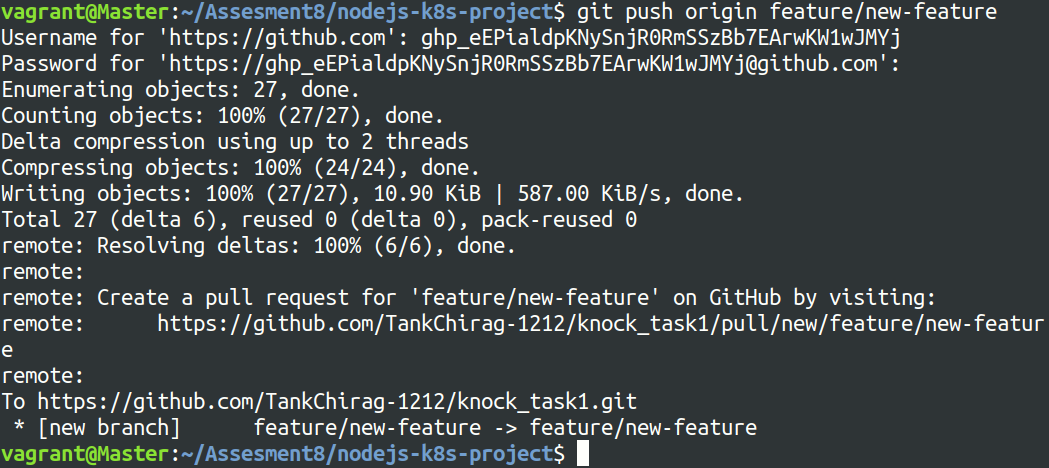 vagrant@Master:~/Assesment8/nodejs-k8s-project$ git push origin feature/new-feature
Username for 'https://github.com': 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
Password for 'https://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@github.com':
Enumerating objects: 27, done.
Counting objects: 100% (27/27), done.
Delta compression using up to 2 threads
Compressing objects: 100% (24/24), done.
Writing objects: 100% (27/27), 10.90 KiB | 587.00 KiB/s, done.
Total 27 (delta 6), reused 0 (delta 0), pack-reused 0
remote: Resolving deltas: 100% (6/6), done.
remote:
remote: Create a pull request for 'feature/new-feature' on GitHub by visiting:
remote:      https://github.com/TankChirag-1212/knock_task1/pull/new/feature/new-featur
e
remote:
To https://github.com/TankChirag-1212/knock_task1.git
 * [new branch]      feature/new-feature -> feature/new-feature
vagrant@Master:~/Assesment8/nodejs-k8s-project$